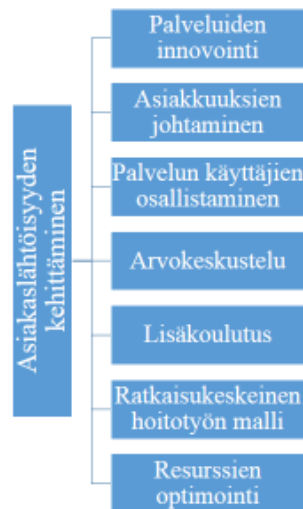 Asiakaslähtöisyyden
kehittäminen
Palveluiden
innovointi
Asiakkuuksien
johtaminen
Palvelun käyttäjien
osallistaminen
Arvokeskustelu
Lisäkoulutus
Ratkaisukeskeinen
hoitotyön malli
Resurssien
optimointi